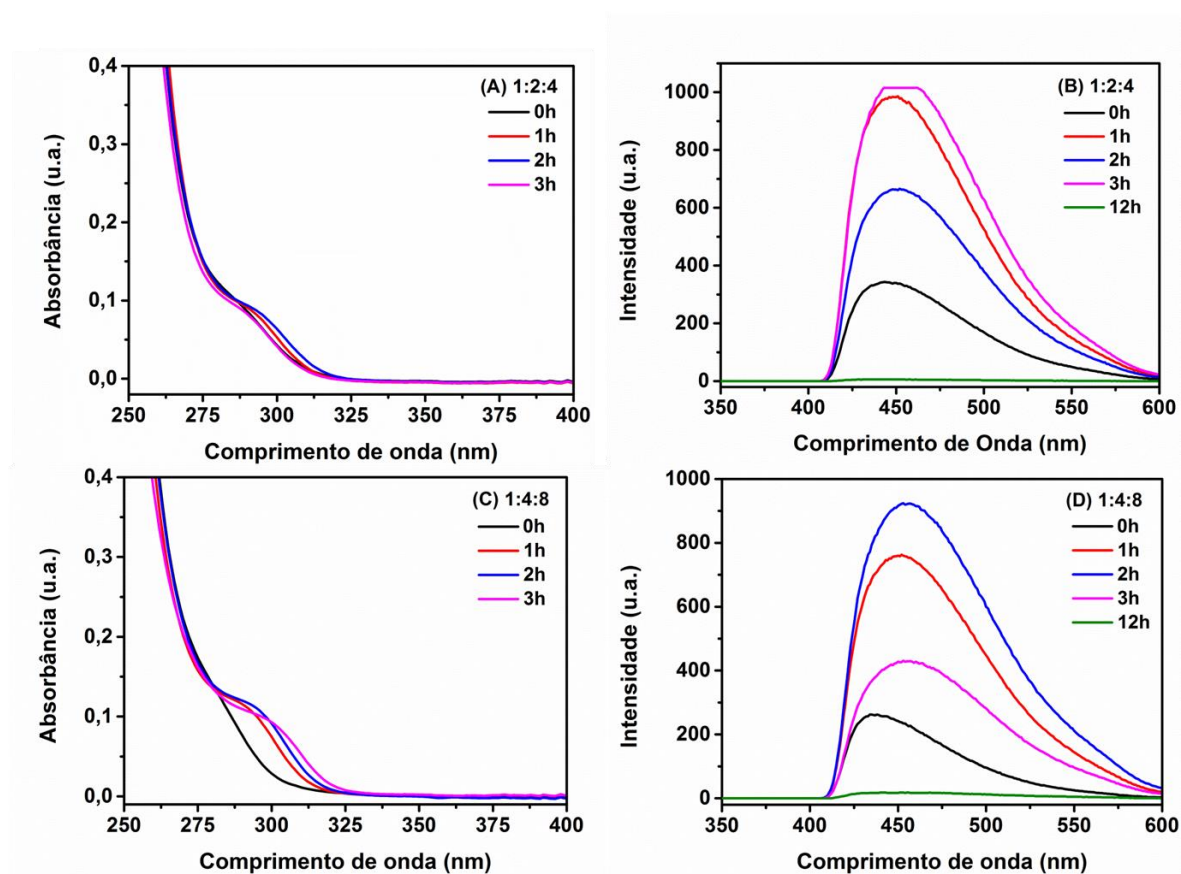 0,4
0,3
0,2
0,1
0,0
Absorbância (u.a.)
(A) 1:2:4
0h
1h
2h
3h
250 275 300 325 350 375 400
Comprimento de onda (nm)
1000
800
600
400
200
0
Intensidade (u.a.)
(B) 1:2:4
0h
1h
2h
3h
12h
350 400 450 500 550 600
Comprimento de Onda (nm)
0,4
0,3
0,2
0,1
0,0
Absorbância (u.a.)
(C) 1:4:8
0h
1h
2h
3h
250 275 300 325 350 375 400
Comprimento de onda (nm)
1000
800
600
400
200
0
Intensidade (u.a.)
(D) 1:4:8
0h
1h
2h
3h
12h
350 400 450 500 550 600
Comprimento de onda (nm)